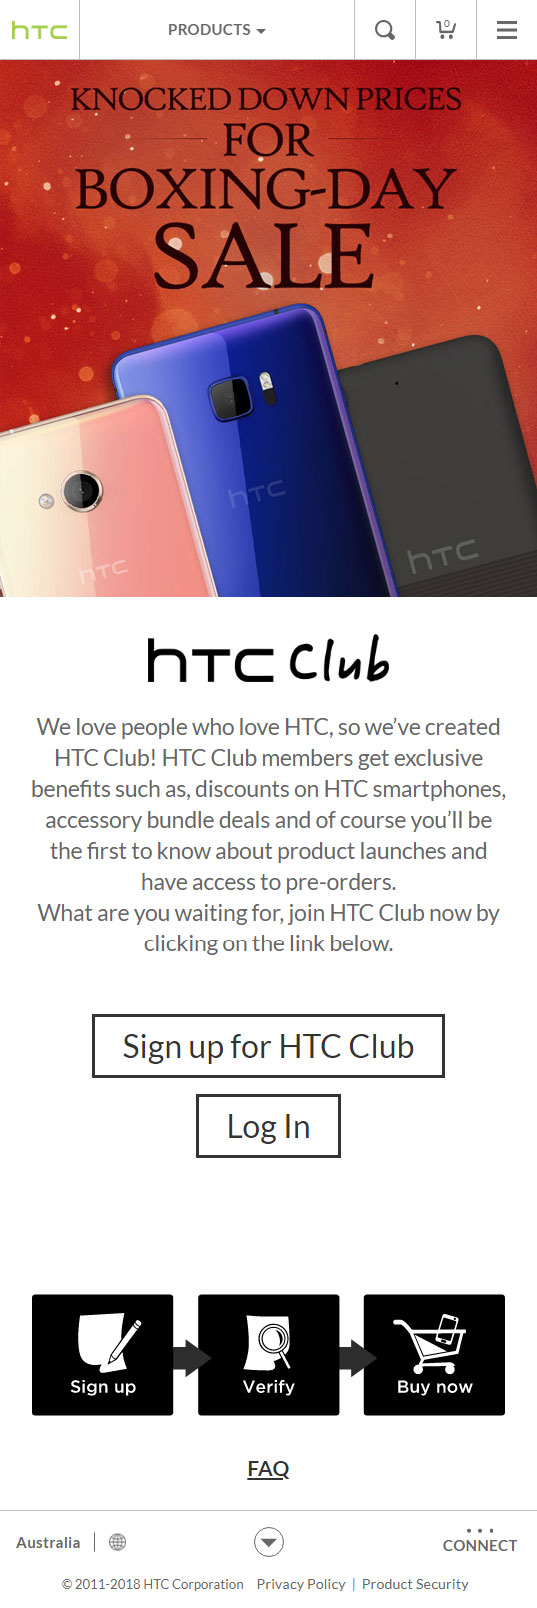 hTC
PRODUCTS
0
KNOCKED DOWN PRICES
FOR
BOXING-DAY
SALE
hTC
hTC
hTC
hTC Club
We love people who love HTC, so we’ve created
HTC Club! HTC Club members get exclusive
benefits such as, discounts on HTC smartphones,
accessory bundle deals and of course you’ll be
the first to know about product launches and
have access to pre-orders.
What are you waiting for, join HTC Club now by
clicking on the link below.
Sign up for HTC Club
Log In
Sign up
Verify
Buy now
FAQ
Australia
CONNECT
© 2011-2018 HTC Corporation Privacy Policy | Product Security